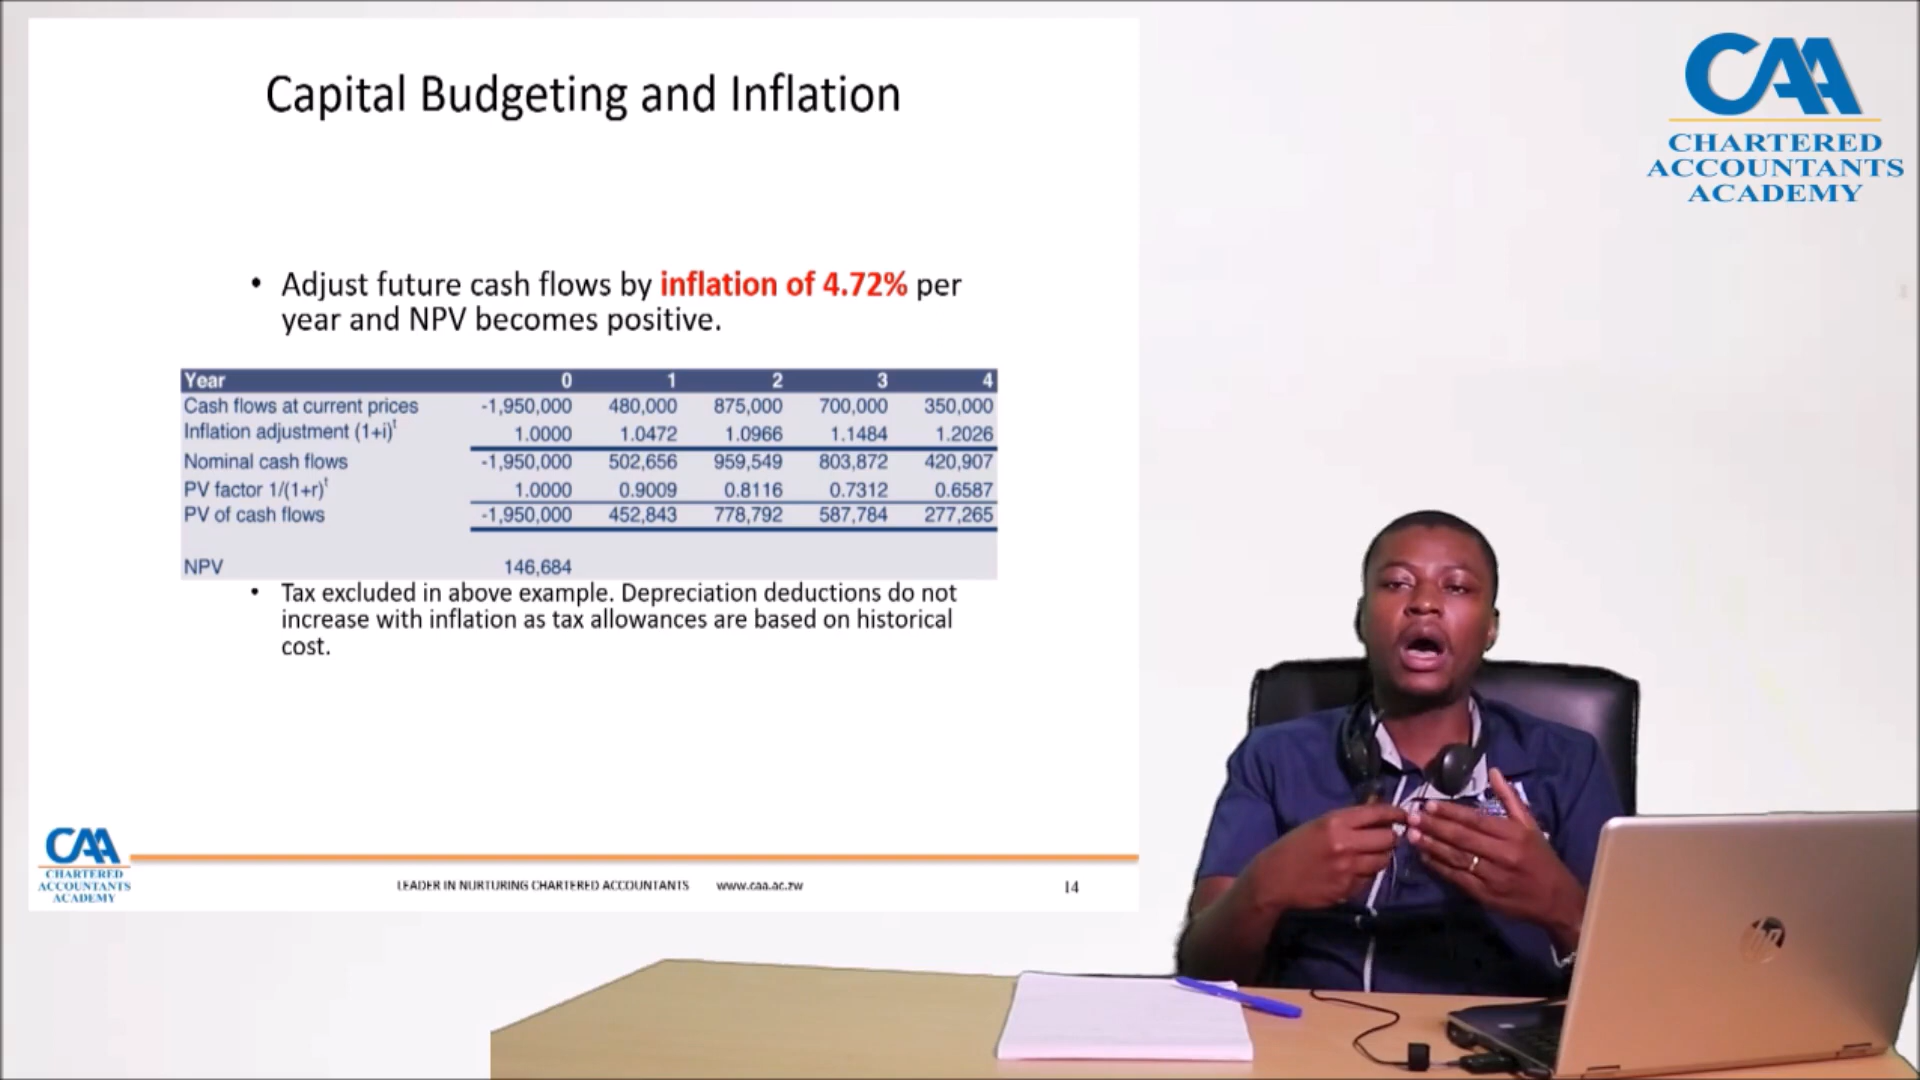 Capital Budgeting and Inflation
CAA
CHARTERED
ACCOUNTANTS
ACADEMY
• Adjust future cash flows by inflation of 4.72% per
year and NPV becomes positive.
Year 0 1 2 3 4
Cash flows at current prices -1,950,000 480,000 875,000 700,000 350,000
Inflation adjustment (1+i)^t 1.0000 1.0472 1.0966 1.1484 1.2026
Nominal cash flows -1,950,000 502,656 959,549 803,872 420,907
PV factor 1/(1+r)^t 1.0000 0.9009 0.8116 0.7312 0.6587
PV of cash flows -1,950,000 452,843 778,792 587,784 277,265
NPV 146,684
• Tax excluded in above example. Depreciation deductions do not
increase with inflation as tax allowances are based on historical
cost.
CAA
CHARTERED
ACCOUNTANTS
ACADEMY
LEADER IN NURTURING CHARTERED ACCOUNTANTS www.caa.ac.zw 14
hp